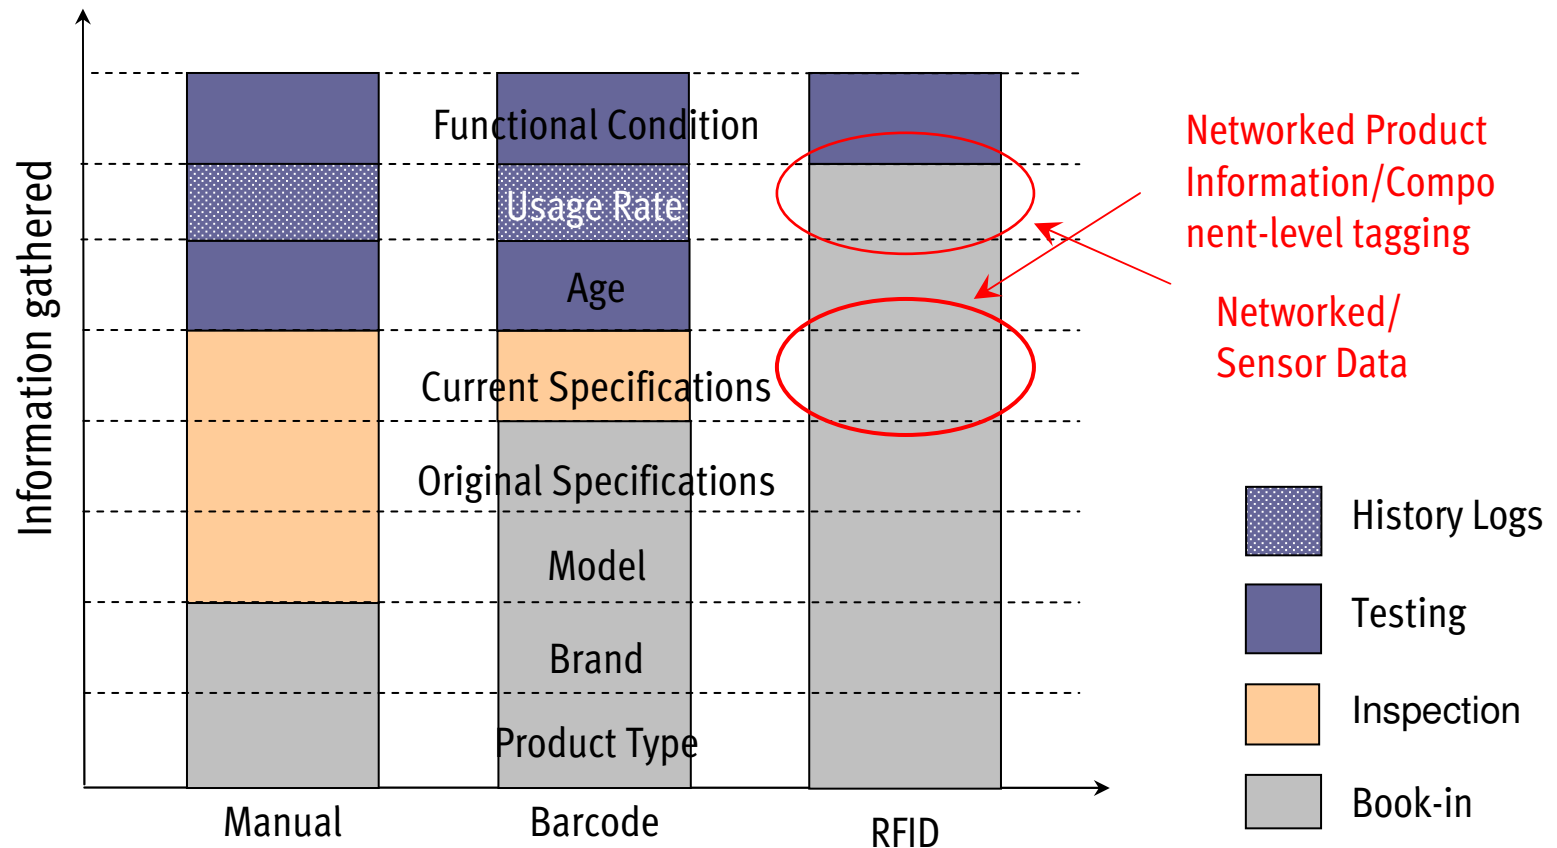 Information gathered
Functional Condition
Usage Rate
Age
Current Specifications
Original Specifications
Model
Brand
Product Type
Manual
Barcode
RFID
Networked Product
Information/Compo
nent-level tagging
Networked/
Sensor Data
History Logs
Testing
Inspection
Book-in